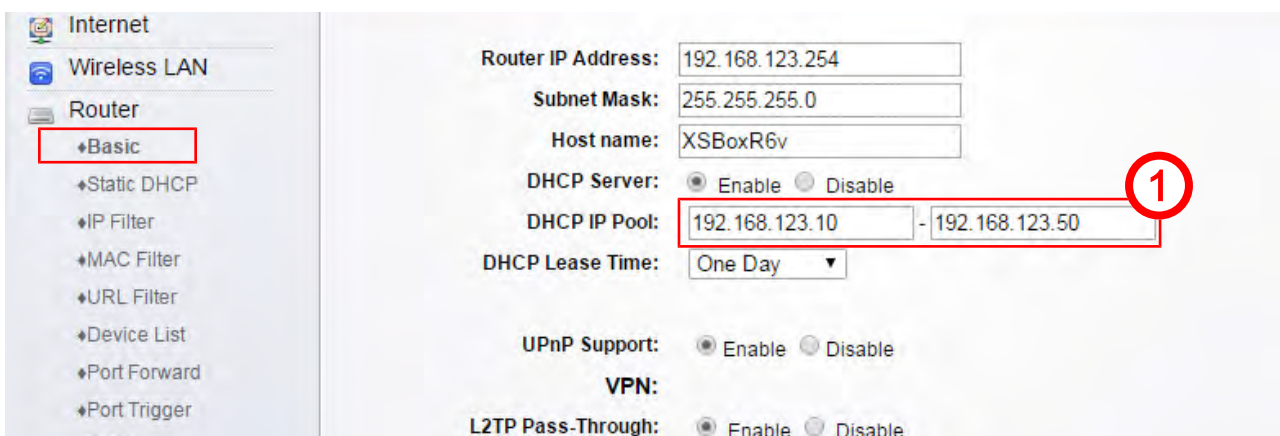 Internet
Wireless LAN
Router
♦Basic
♦Static DHCP
♦IP Filter
♦MAC Filter
♦URL Filter
♦Device List
♦Port Forward
♦Port Trigger
Router IP Address: 192.168.123.254
Subnet Mask: 255.255.255.0
Host name: XSBoxR6v
DHCP Server: Enable Disable
1
DHCP IP Pool: 192.168.123.10 - 192.168.123.50
DHCP Lease Time: One Day ▼
UPnP Support: Enable Disable
VPN:
L2TP Pass-Through: Enable Disable